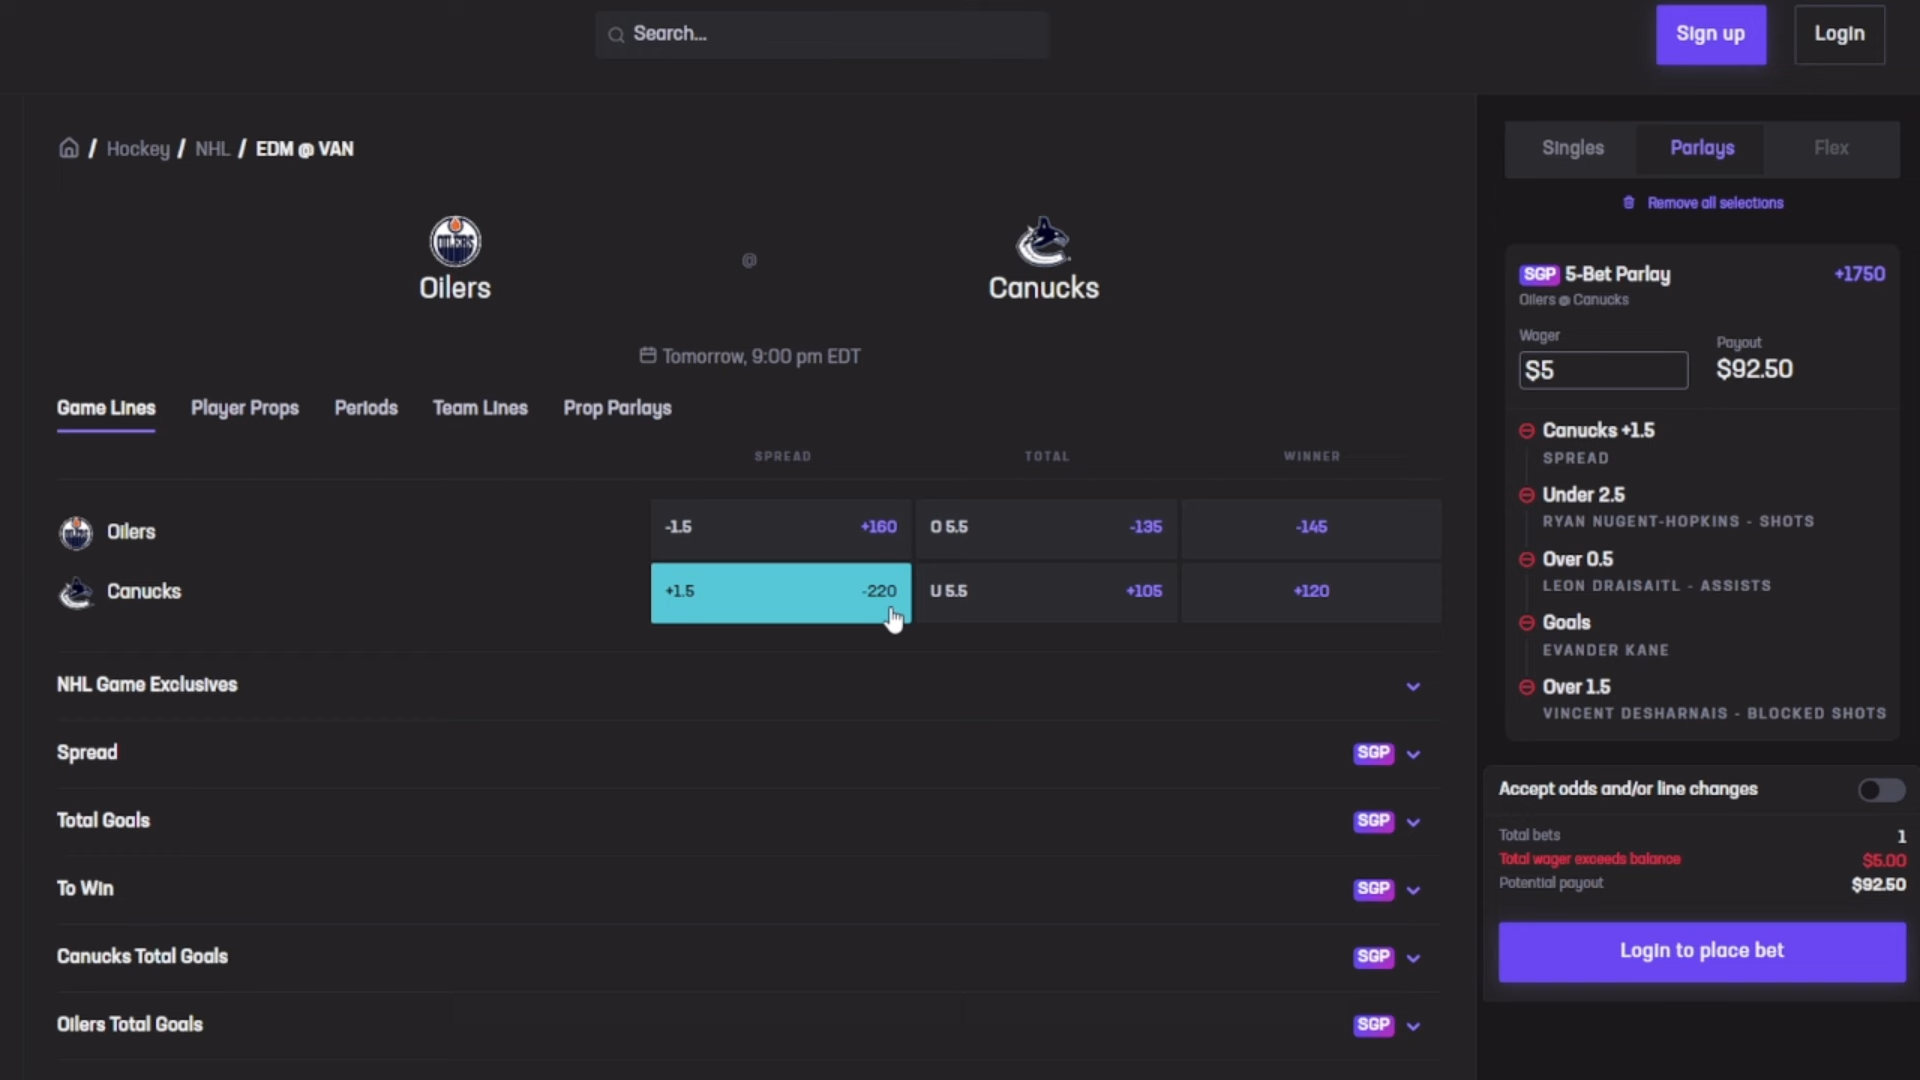 Search...
Sign up
Login
/ Hockey / NHL / EDM @ VAN
OILERS
Oilers
@
Canucks
Tomorrow, 9:00 pm EDT
Game Lines
Player Props
Periods
Team Lines
Prop Parlays
SPREAD
TOTAL
WINNER
Oilers
-1.5
+160
O 5.5
-135
-145
Canucks
+1.5
-220
U 5.5
+105
+120
NHL Game Exclusives
Spread
SGP
Total Goals
SGP
To Win
SGP
Canucks Total Goals
SGP
Oilers Total Goals
SGP
Singles
Parlays
Flex
Remove all selections
SGP 5-Bet Parlay
+1750
Oilers @ Canucks
Wager
$5
Payout
$92.50
Canucks +1.5
SPREAD
Under 2.5
RYAN NUGENT-HOPKINS - SHOTS
Over 0.5
LEON DRAISAITL - ASSISTS
Goals
EVANDER KANE
Over 1.5
VINCENT DESHARNAIS - BLOCKED SHOTS
Accept odds and/or line changes
Total bets
1
Total wager exceeds balance
$5.00
Potential payout
$92.50
Login to place bet